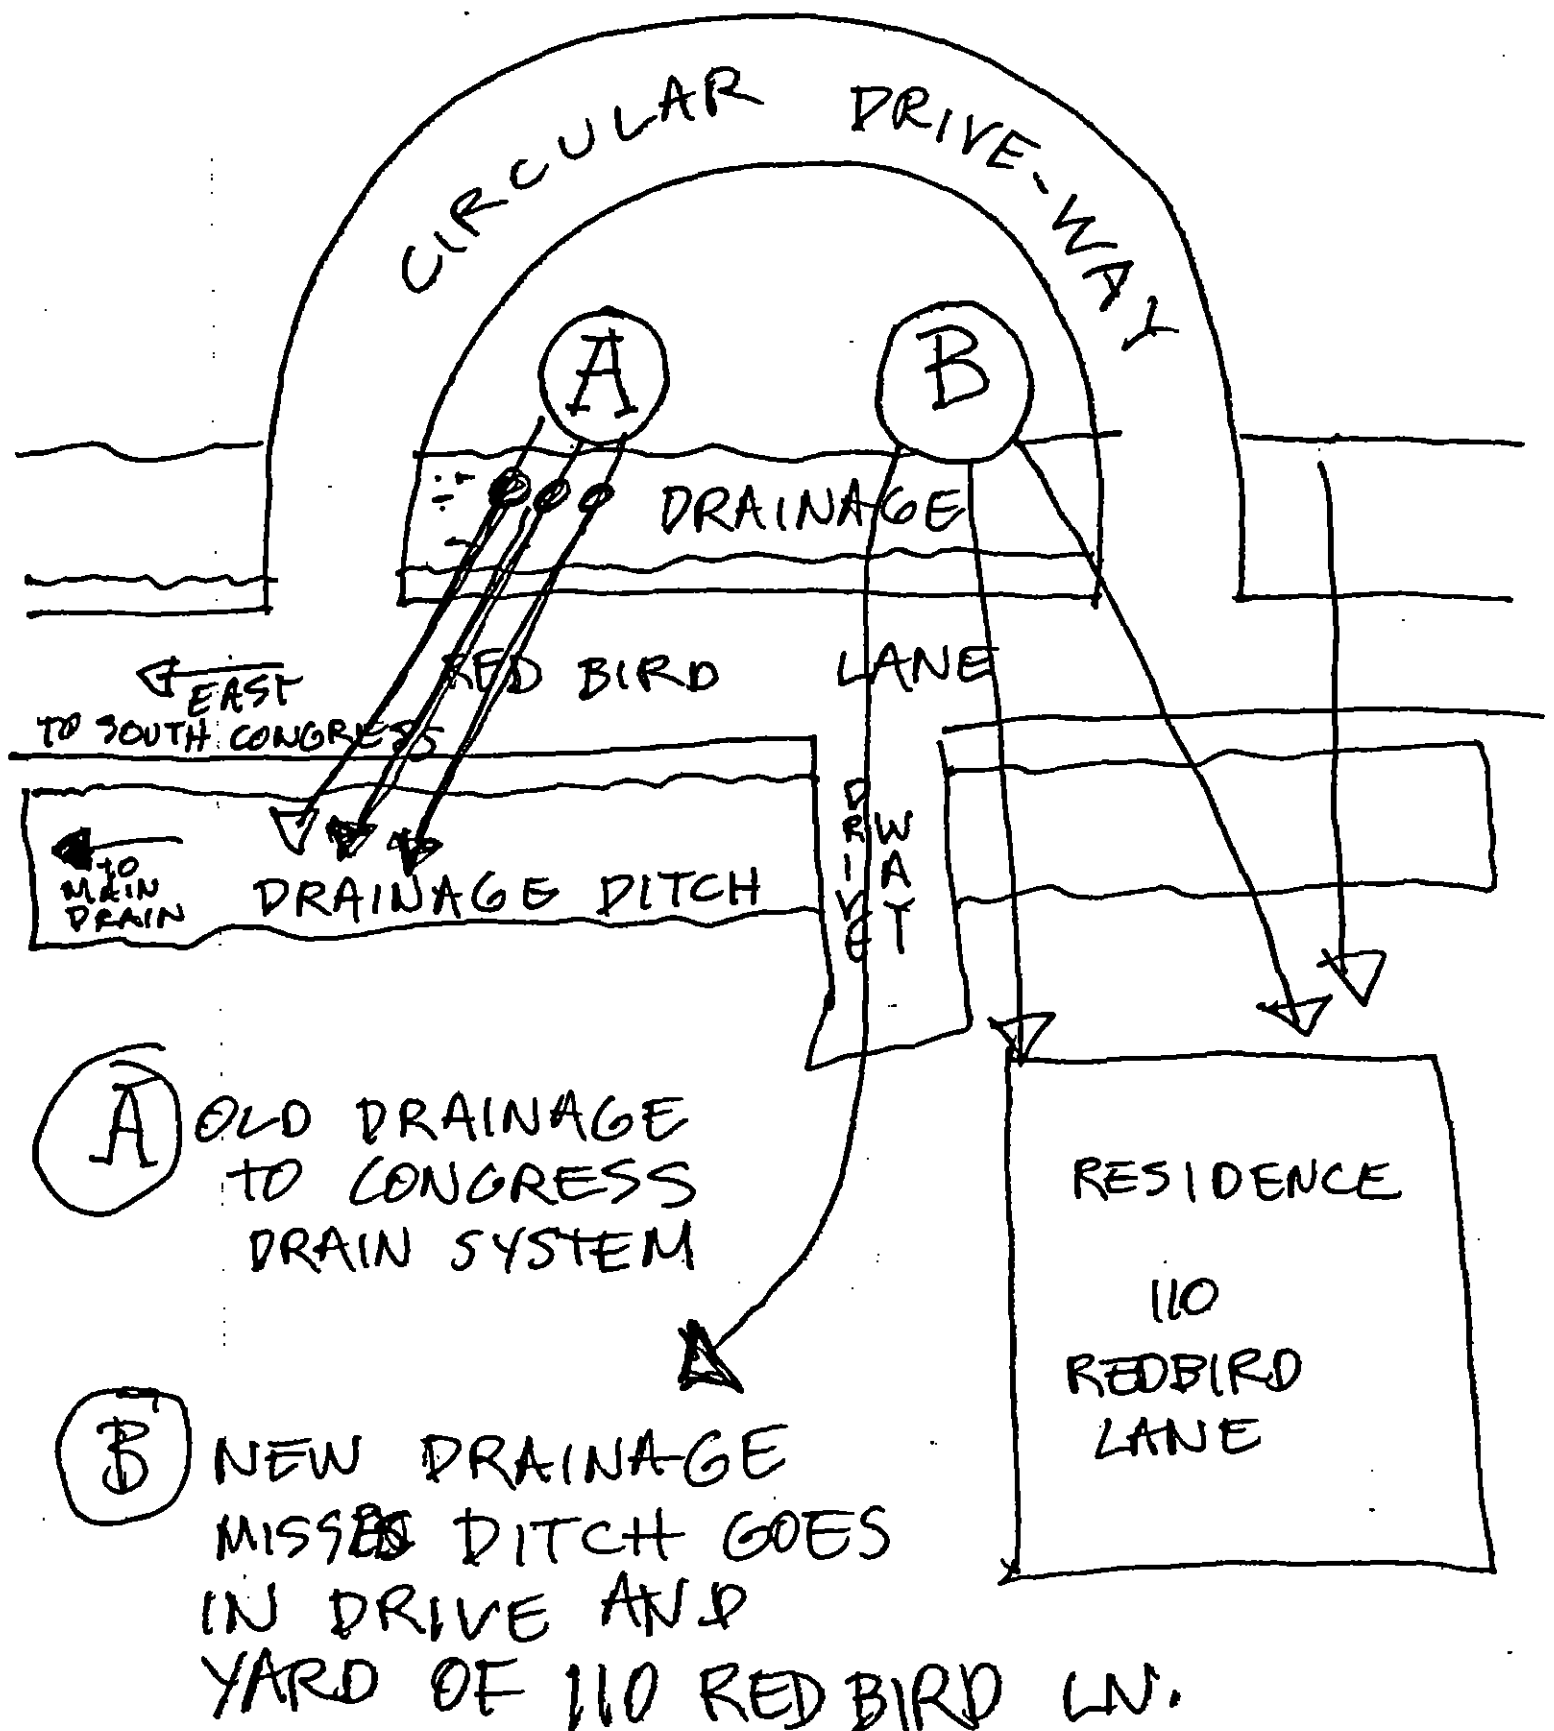 CIRCULAR DRIVE-WAY
A B
DRAINAGE
RED BIRD LANE
EAST
TO SOUTH CONGRESS
DRIVE WAY
TO
MAIN
DRAIN
DRAINAGE DITCH
A OLD DRAINAGE
TO CONGRESS
DRAIN SYSTEM
RESIDENCE
110
REDBIRD
LANE
B NEW DRAINAGE
MISSES DITCH GOES
IN DRIVE AND
YARD OF 110 RED BIRD LN.